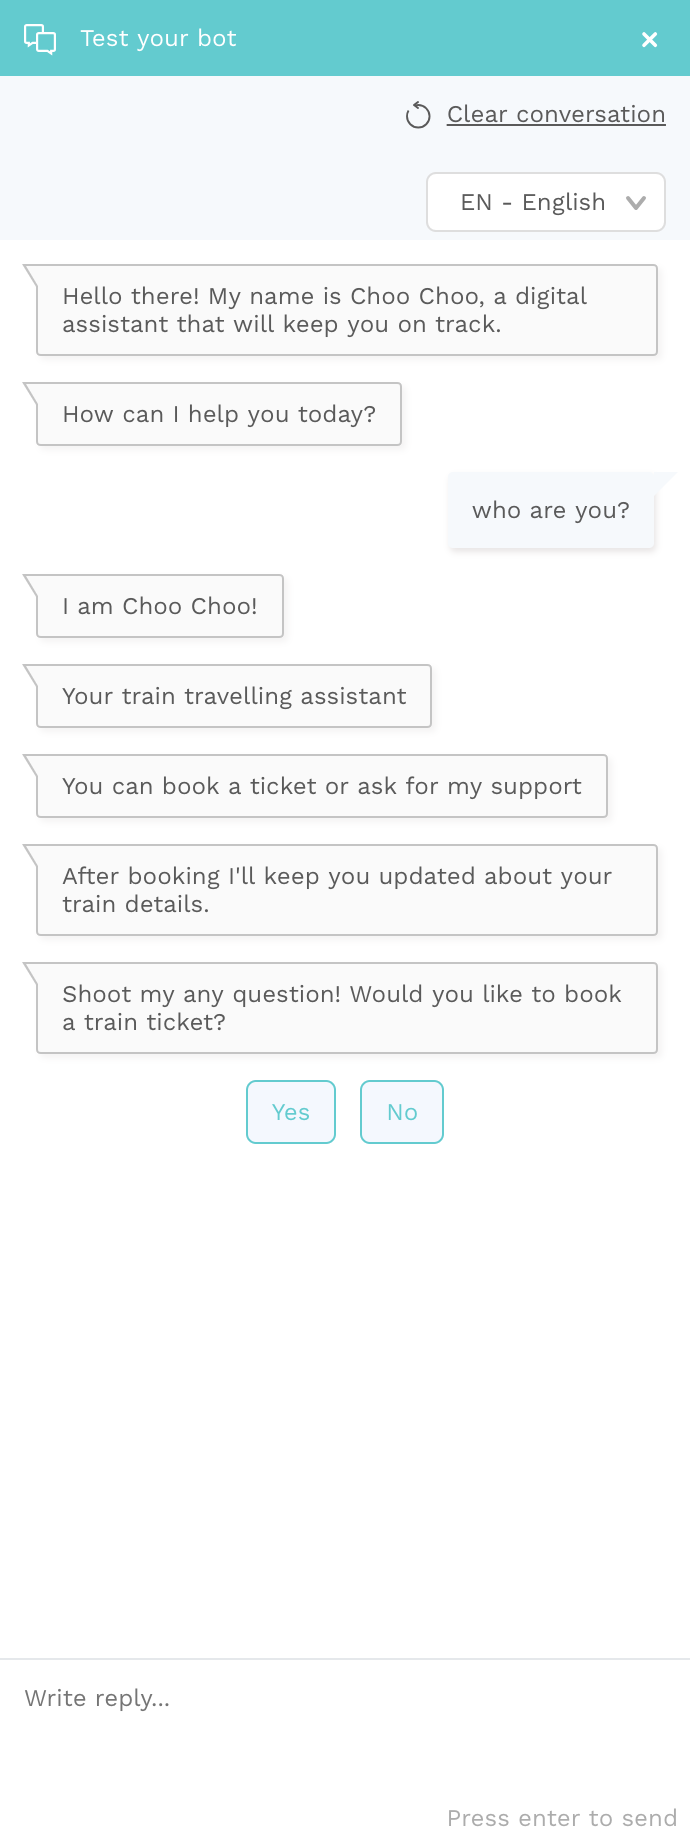 Test your bot
Clear conversation
EN - English
Hello there! My name is Choo Choo, a digital
assistant that will keep you on track.
How can I help you today?
who are you?
I am Choo Choo!
Your train travelling assistant
You can book a ticket or ask for my support
After booking I'll keep you updated about your
train details.
Shoot my any question! Would you like to book
a train ticket?
Yes
No
Write reply...
Press enter to send